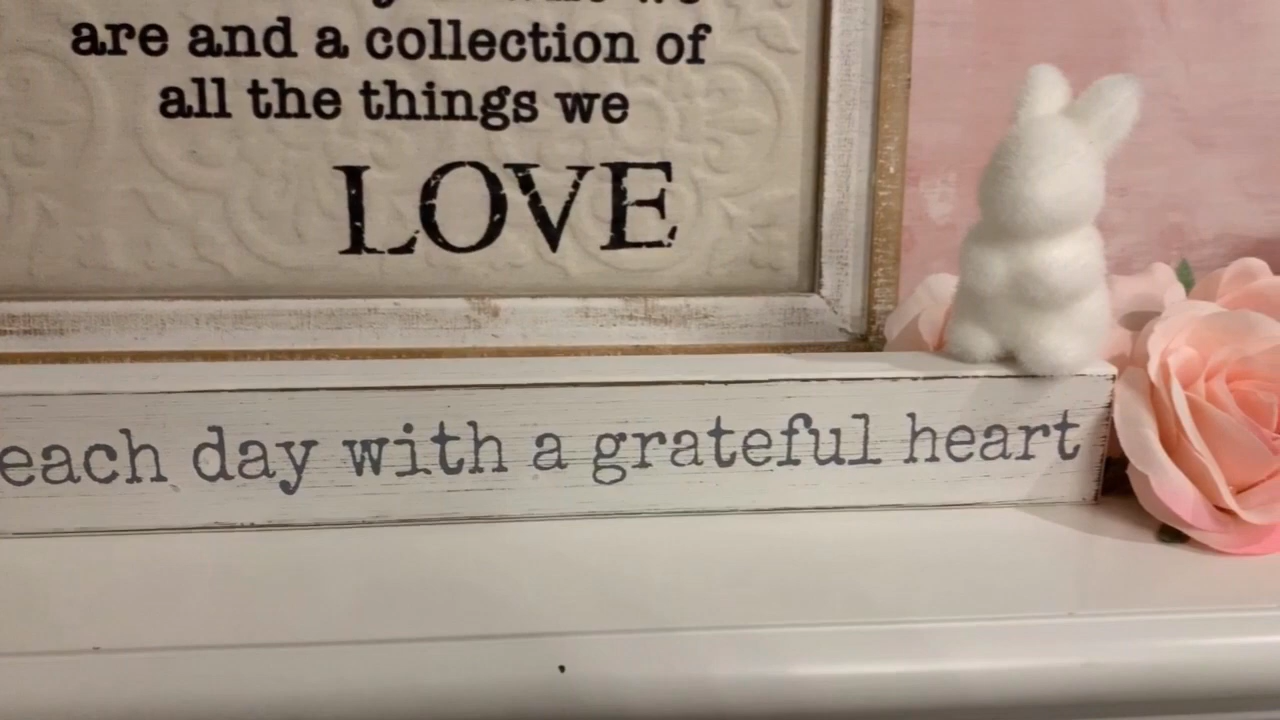 are and a collection of
all the things we
LOVE
each day with a grateful heart